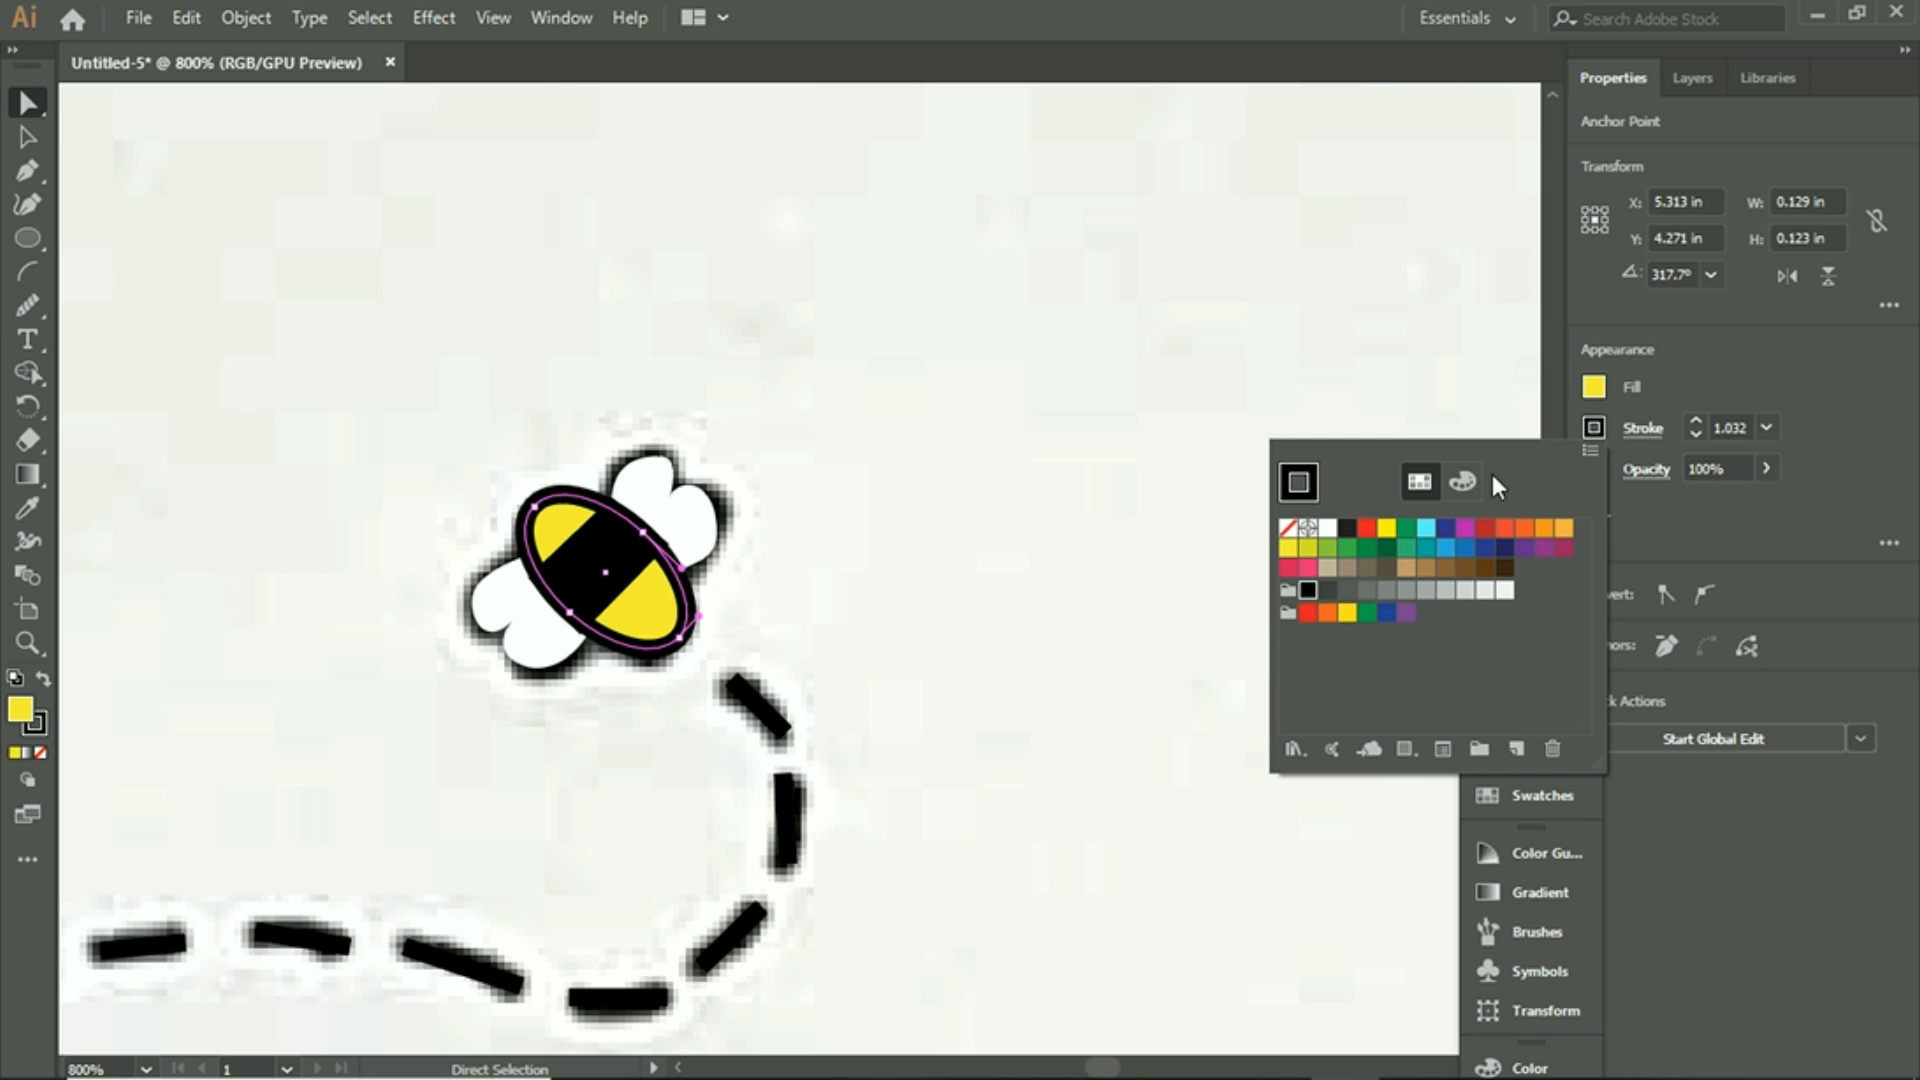 Ai File Edit Object Type Select Effect View Window Help Essentials Search Adobe Stock
Untitled-5* @ 800% (RGB/GPU Preview)
Properties Layers Libraries
Anchor Point
Transform
X: 5.313 in W: 0.129 in
Y: 4.271 in H: 0.123 in
317.7°
Appearance
Fill
Stroke 1.032
Opacity 100%
vert:
hors:
k Actions
Start Global Edit
Swatches
Color Gu...
Gradient
Brushes
Symbols
Transform
Color
800% 1 Direct Selection